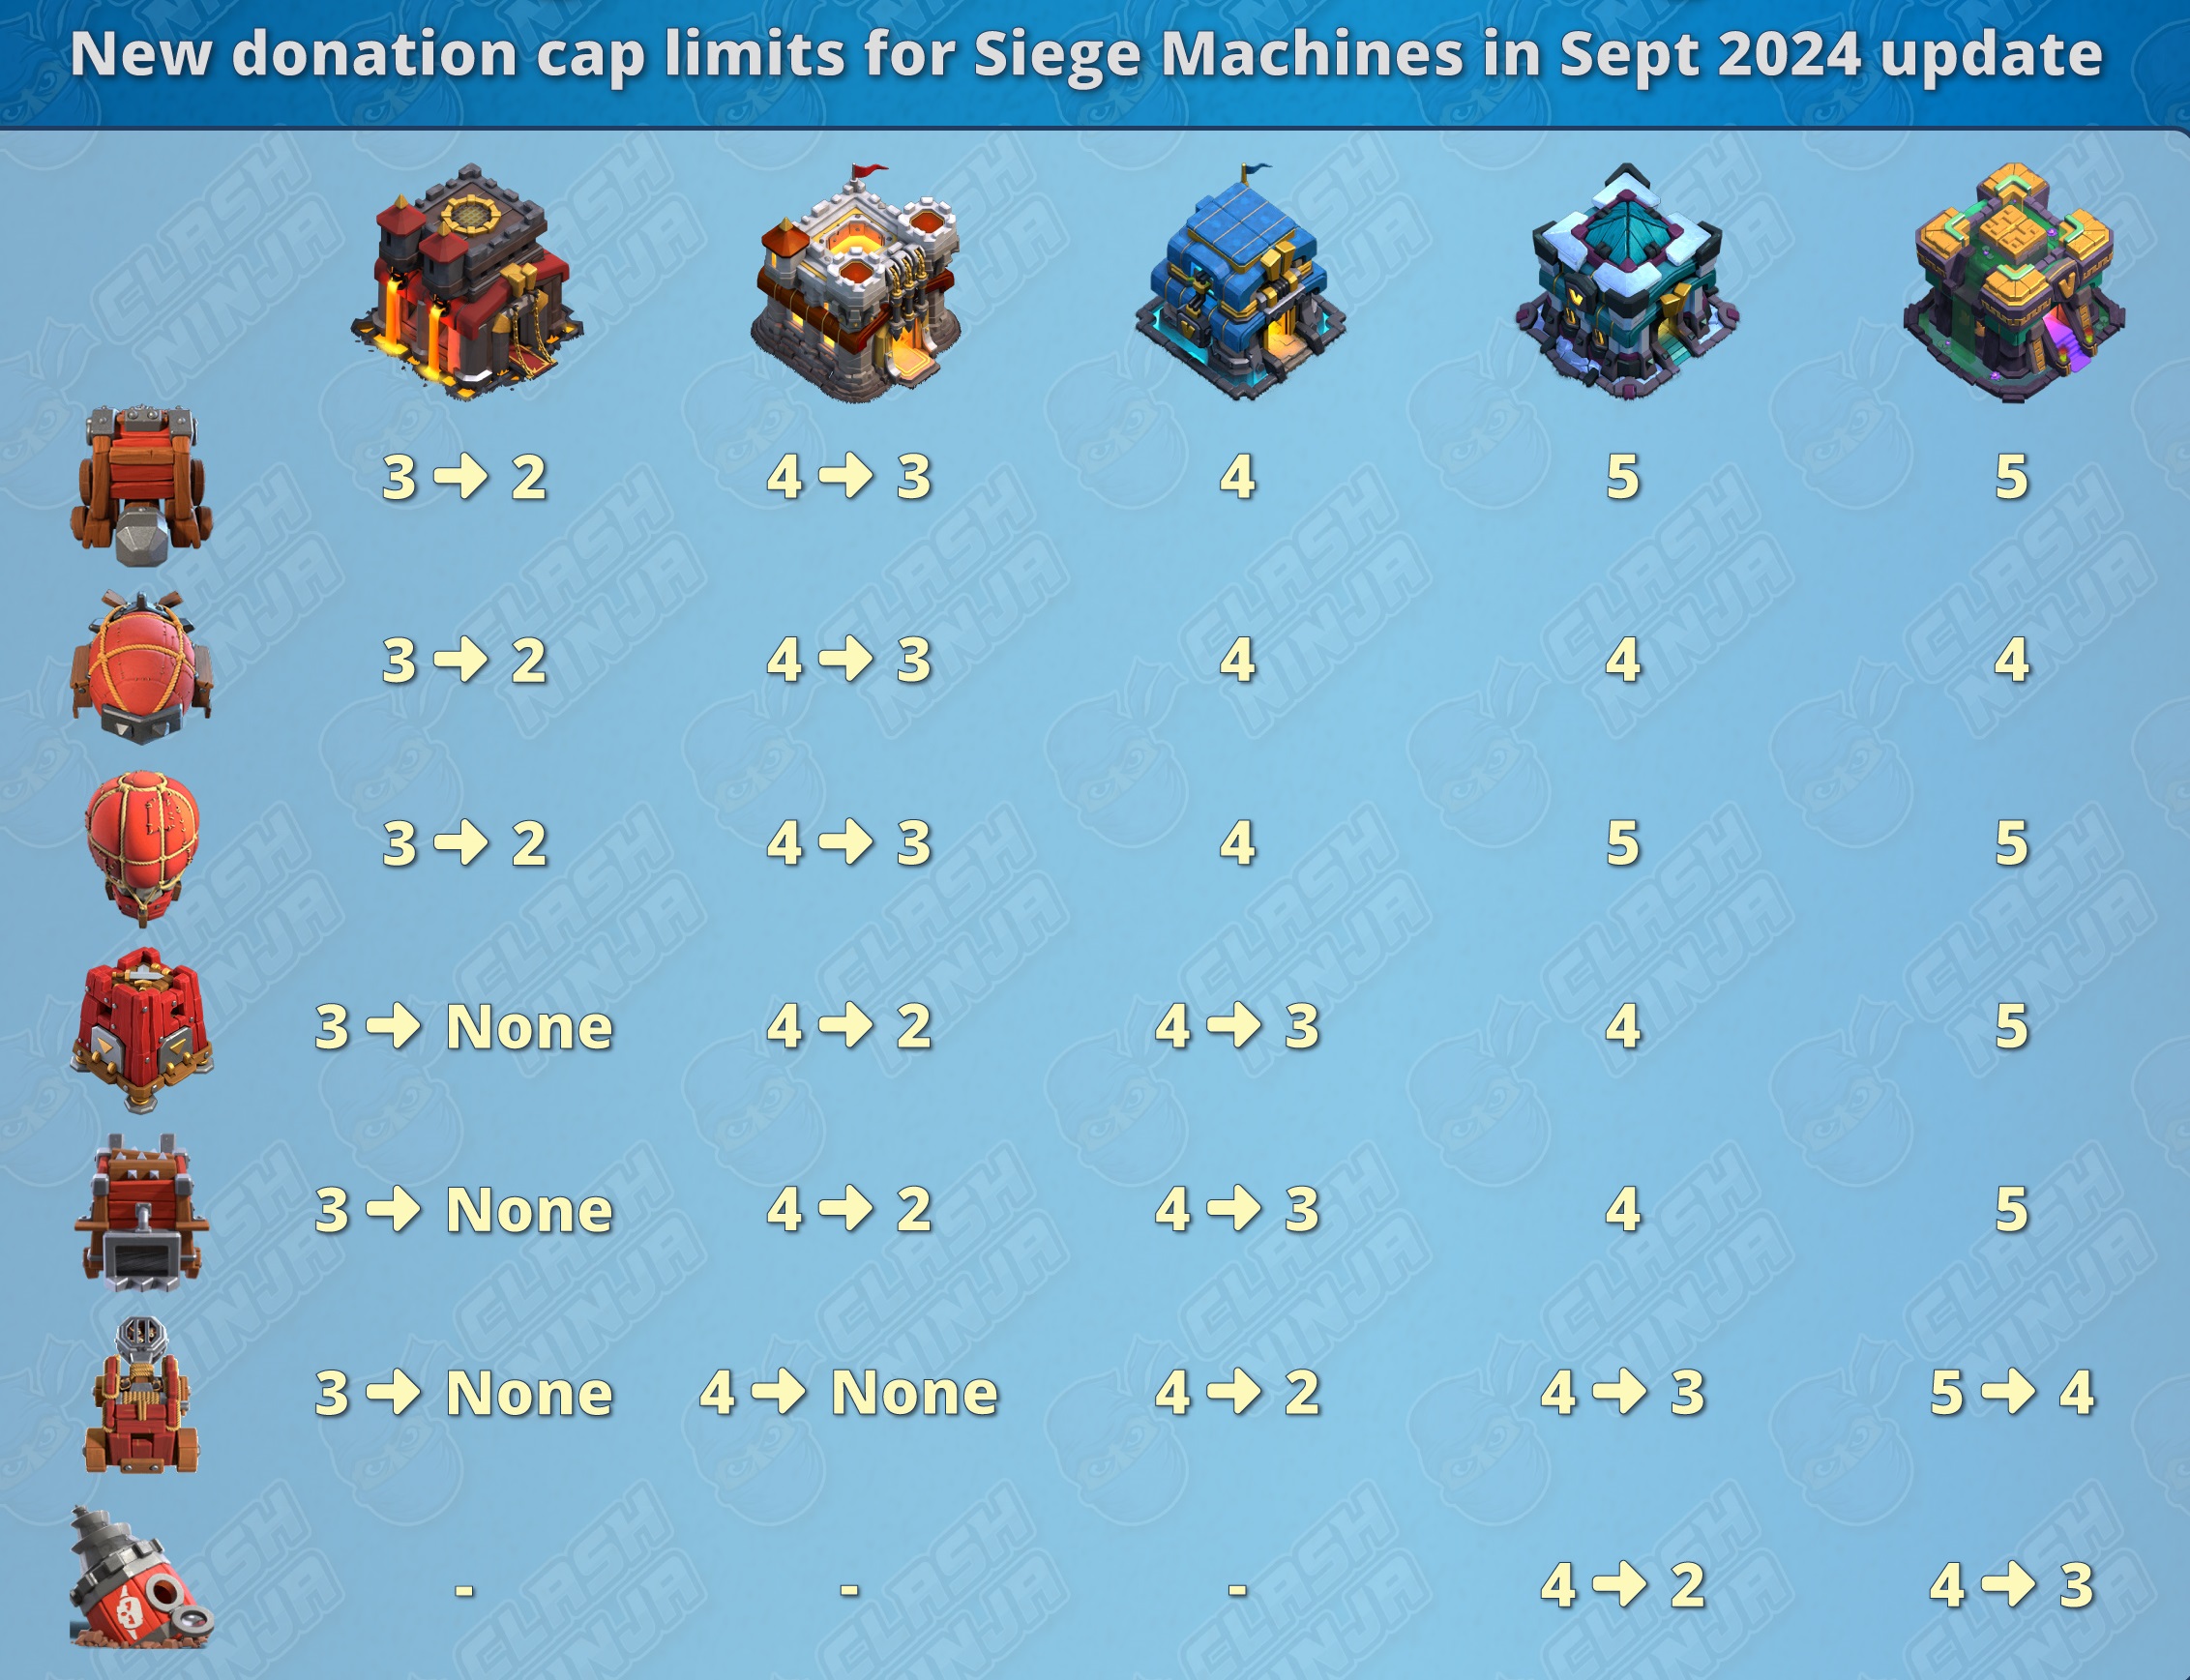 New donation cap limits for Siege Machines in Sept 2024 update
3 → 2 4 → 3 4 5 5
3 → 2 4 → 3 4 4 4
3 → 2 4 → 3 4 5 5
3 → None 4 → 2 4 → 3 4 5
3 → None 4 → 2 4 → 3 4 5
3 → None 4 → None 4 → 2 4 → 3 5 → 4
- - - 4 → 2 4 → 3
CLASH
NINJA